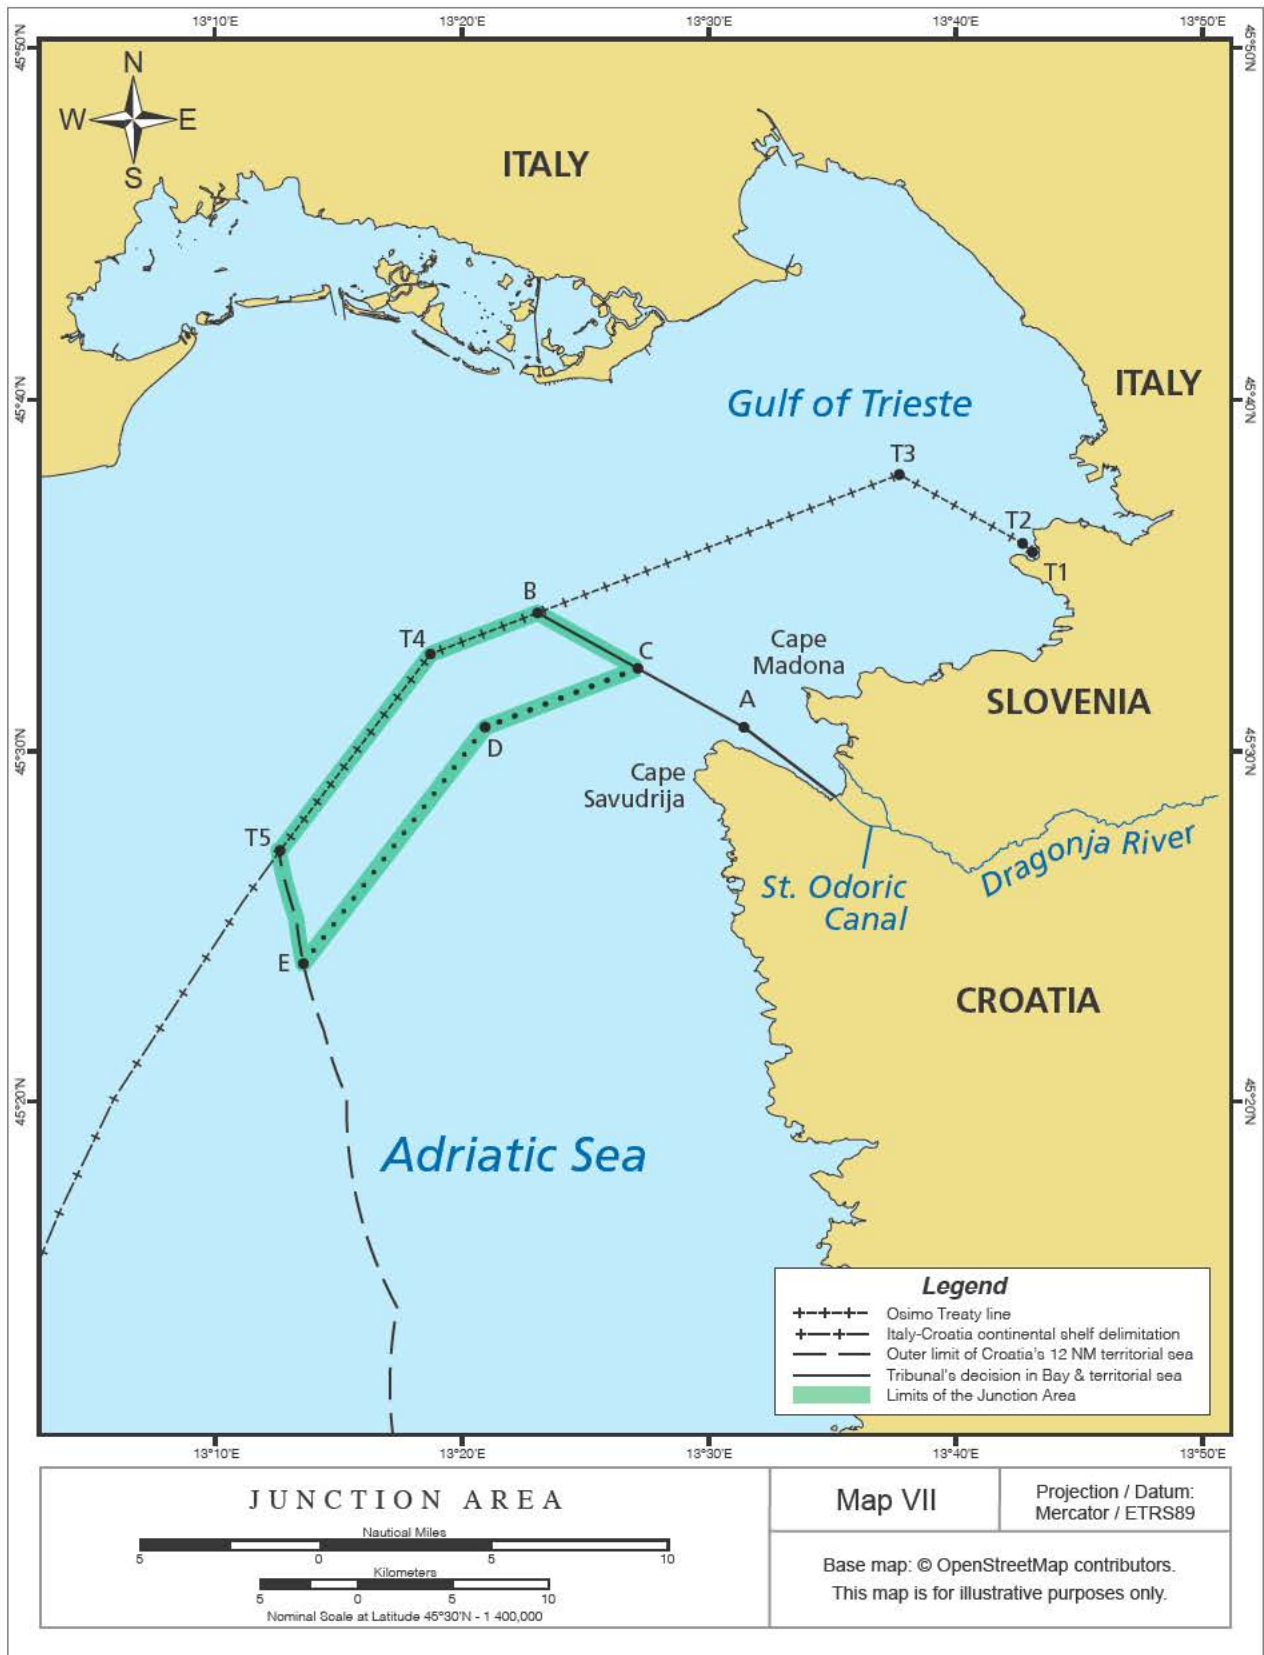 13°10'E
13°20'E
13°30'E
13°40'E
13°50'E
45°50'N
45°50'N
N
W
E
S
ITALY
45°40'N
45°40'N
ITALY
Gulf of Trieste
T3
T2
T1
B
T4
C
Cape
Madona
A
SLOVENIA
D
45°30'N
45°30'N
Cape
Savudrija
T5
Dragonja River
St. Odoric
Canal
E
CROATIA
45°20'N
45°20'N
Adriatic Sea
Legend
Osimo Treaty line
Italy-Croatia continental shelf delimitation
Outer limit of Croatia's 12 NM territorial sea
Tribunal's decision in Bay & territorial sea
Limits of the Junction Area
13°10'E
13°20'E
13°30'E
13°40'E
13°50'E
JUNCTION AREA
Nautical Miles
5 0 5 10
Kilometers
5 0 5 10
Nominal Scale at Latitude 45°30'N - 1 400,000
Map VII
Projection / Datum:
Mercator / ETRS89
Base map: © OpenStreetMap contributors.
This map is for illustrative purposes only.